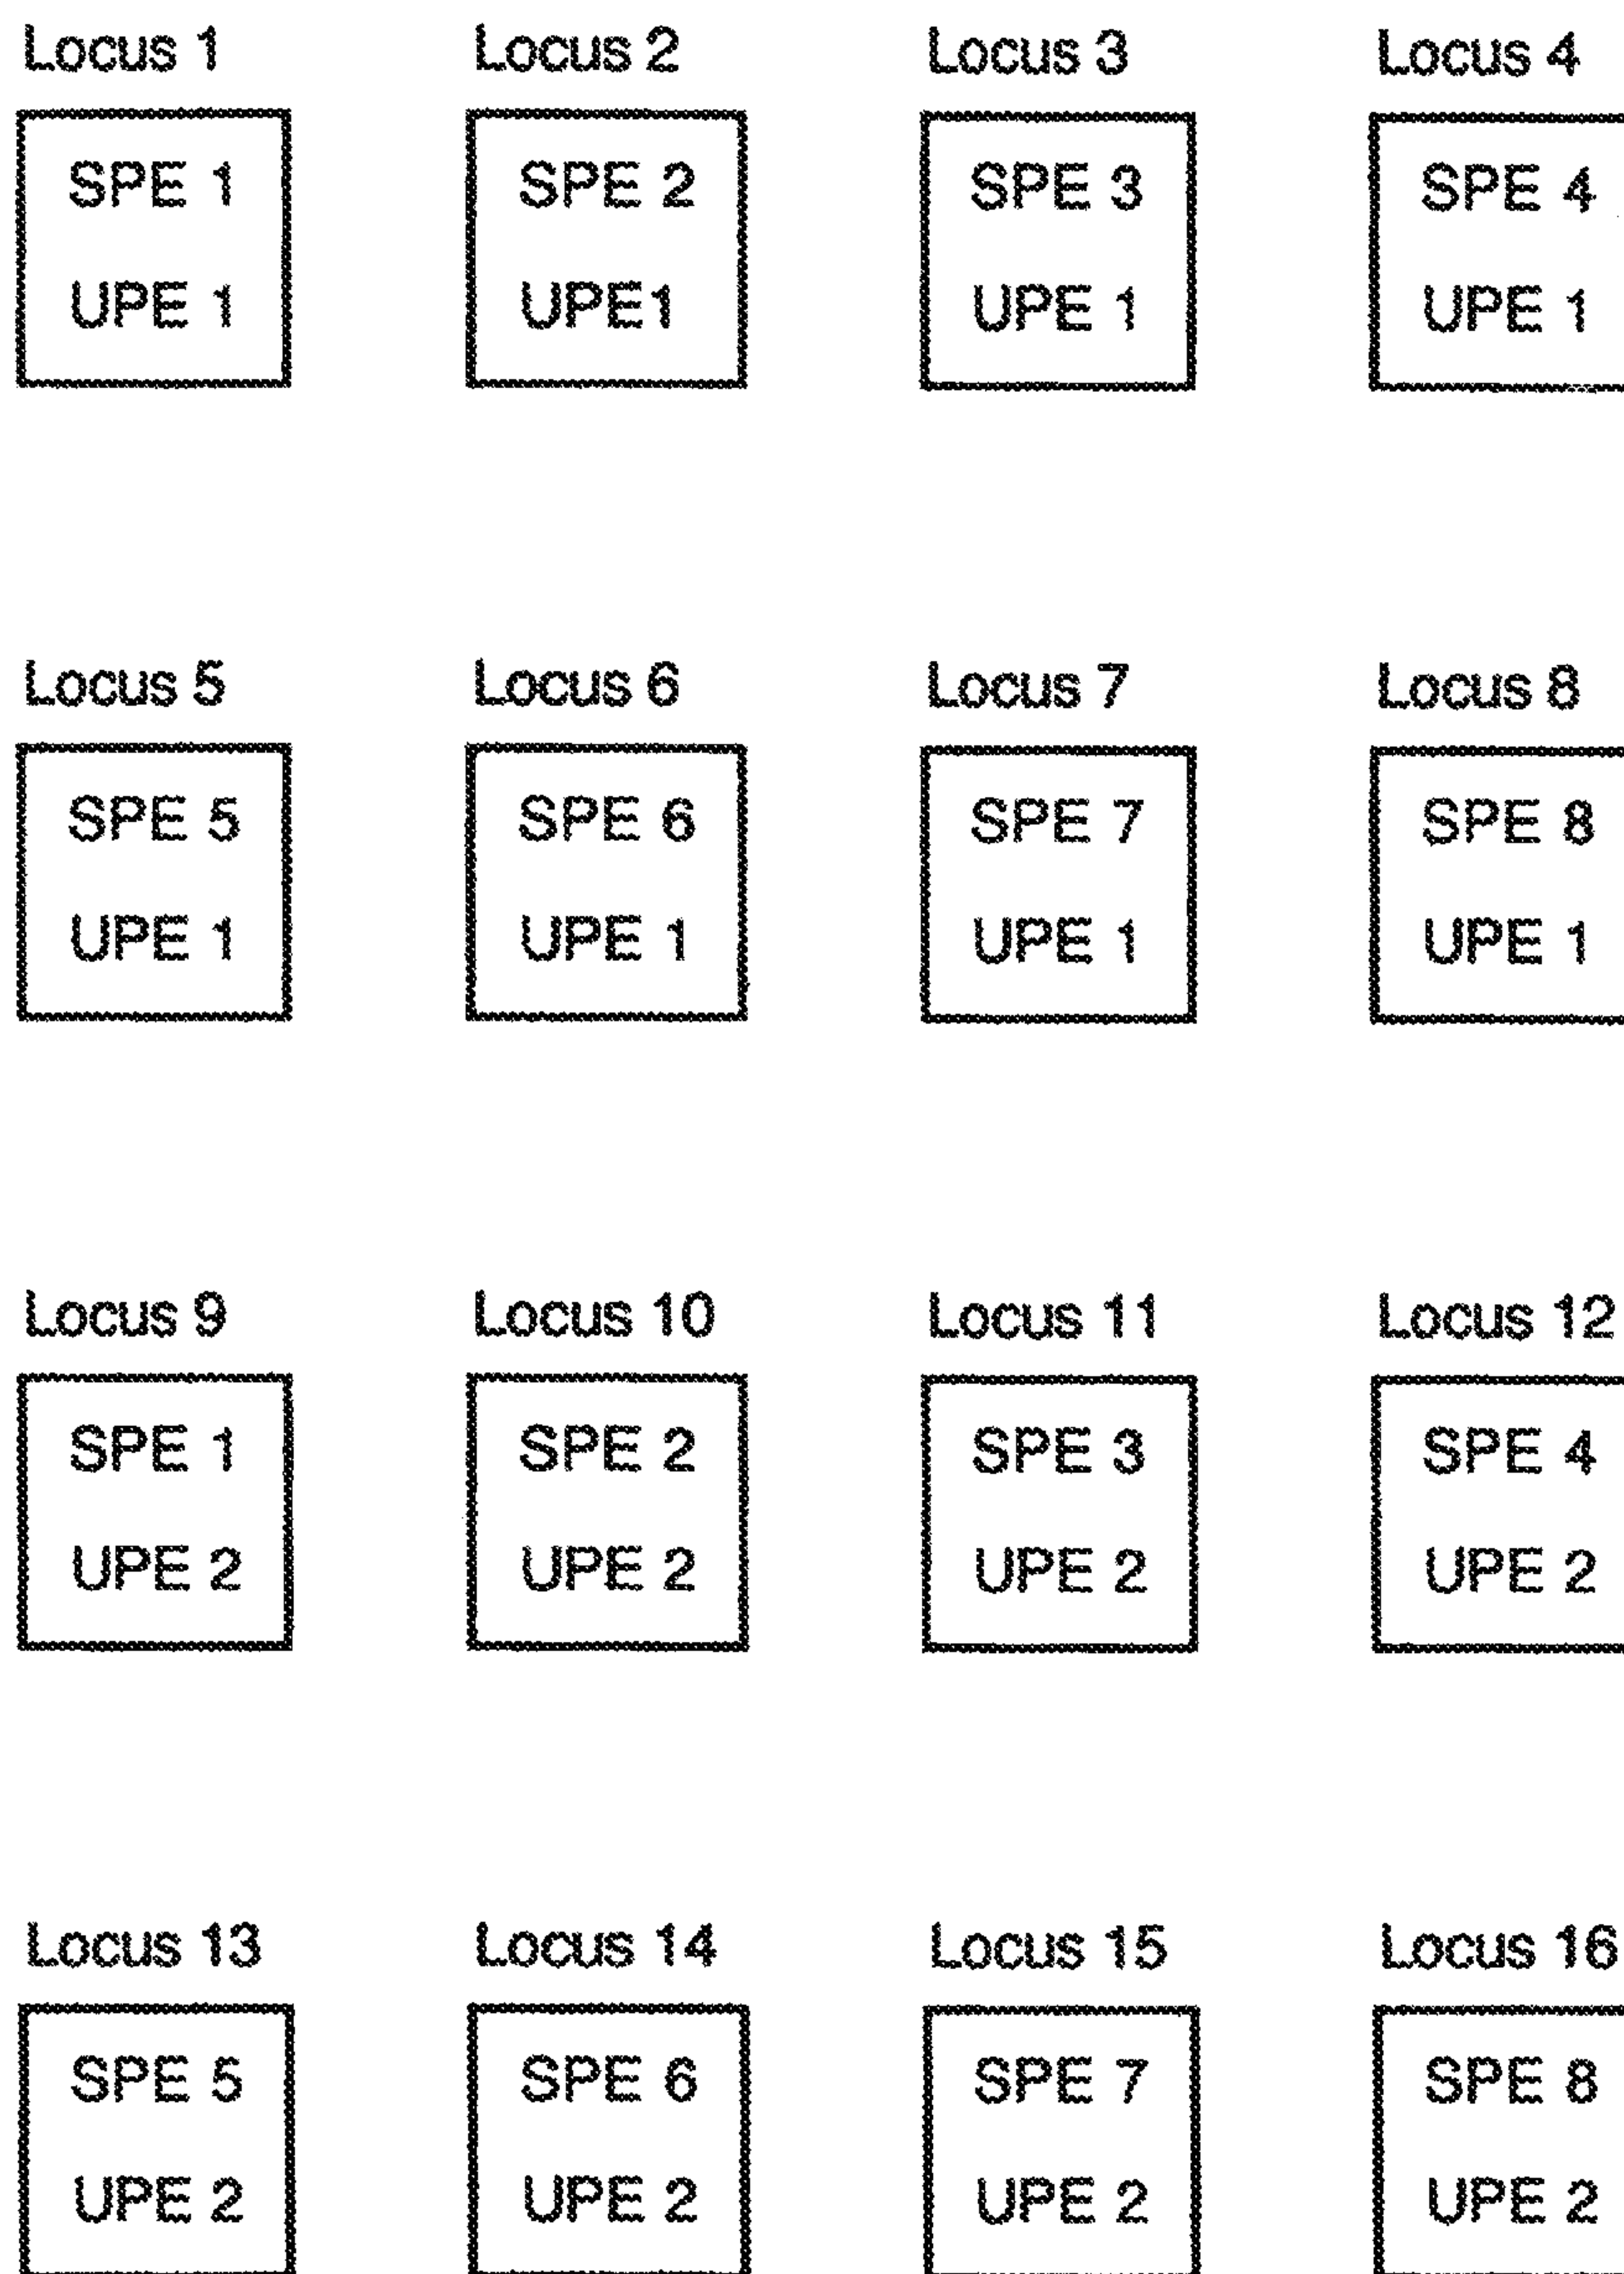 Locus 1 Locus 2 Locus 3 Locus 4
SPE 1 SPE 2 SPE 3 SPE 4
UPE 1 UPE1 UPE 1 UPE 1
Locus 5 Locus 6 Locus 7 Locus 8
SPE 5 SPE 6 SPE 7 SPE 8
UPE 1 UPE 1 UPE 1 UPE 1
Locus 9 Locus 10 Locus 11 Locus 12
SPE 1 SPE 2 SPE 3 SPE 4
UPE 2 UPE 2 UPE 2 UPE 2
Locus 13 Locus 14 Locus 15 Locus 16
SPE 5 SPE 6 SPE 7 SPE 8
UPE 2 UPE 2 UPE 2 UPE 2